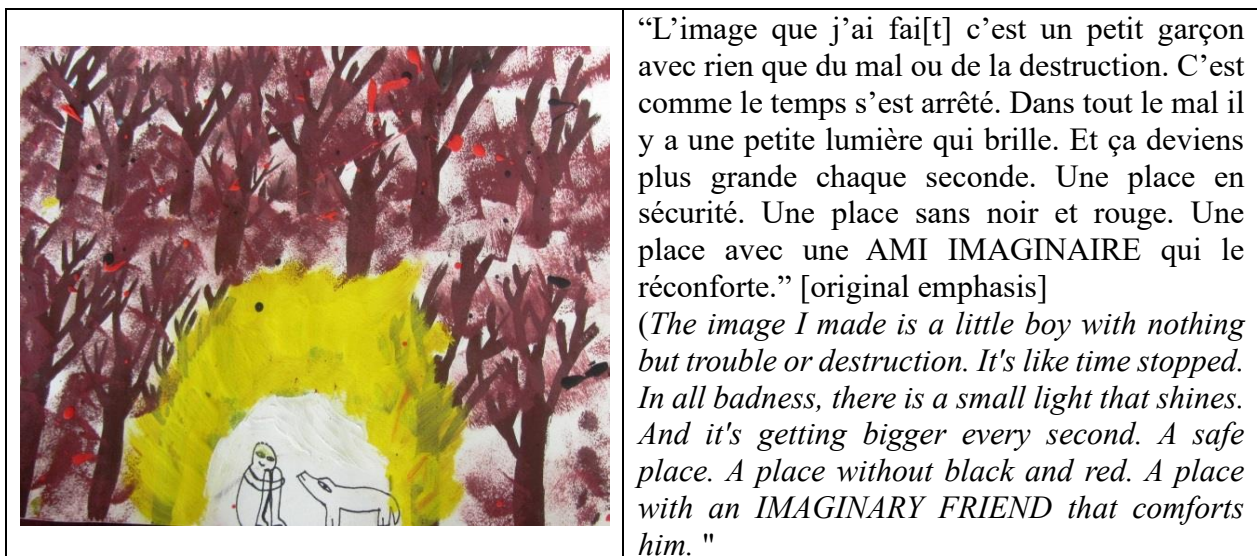 “L’image que j’ai fai[t] c’est un petit garçon
avec rien que du mal ou de la destruction. C’est
comme le temps s’est arrêté. Dans tout le mal il
y a une petite lumière qui brille. Et ça deviens
plus grande chaque seconde. Une place en
sécurité. Une place sans noir et rouge. Une
place avec une AMI IMAGINAIRE qui le
réconforte.” [original emphasis]
(The image I made is a little boy with nothing
but trouble or destruction. It's like time stopped.
In all badness, there is a small light that shines.
And it's getting bigger every second. A safe
place. A place without black and red. A place
with an IMAGINARY FRIEND that comforts
him. "